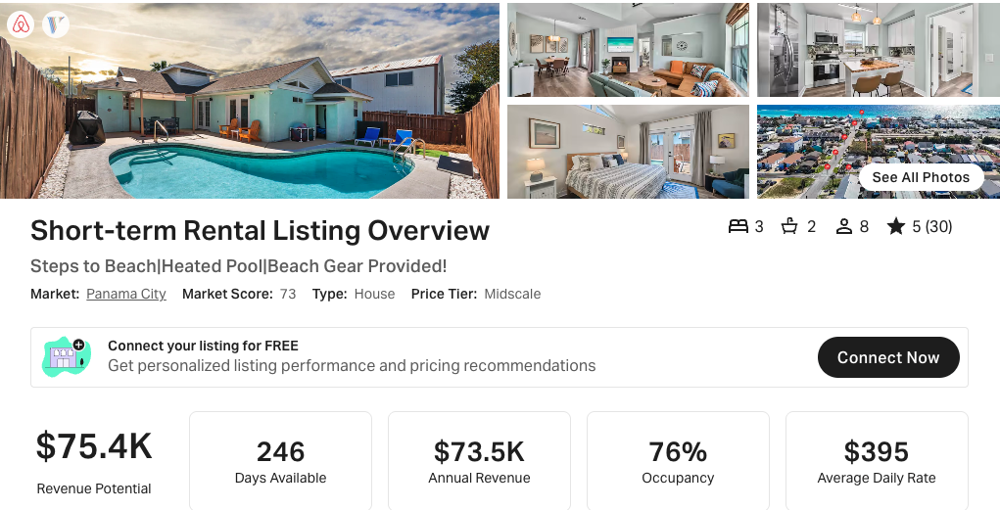 See All Photos
Short-term Rental Listing Overview
3 2 8 5 (30)
Steps to Beach|Heated Pool|Beach Gear Provided!
Market: Panama City Market Score: 73 Type: House Price Tier: Midscale
Connect your listing for FREE
Get personalized listing performance and pricing recommendations
Connect Now
$75.4K
Revenue Potential
246
Days Available
$73.5K
Annual Revenue
76%
Occupancy
$395
Average Daily Rate